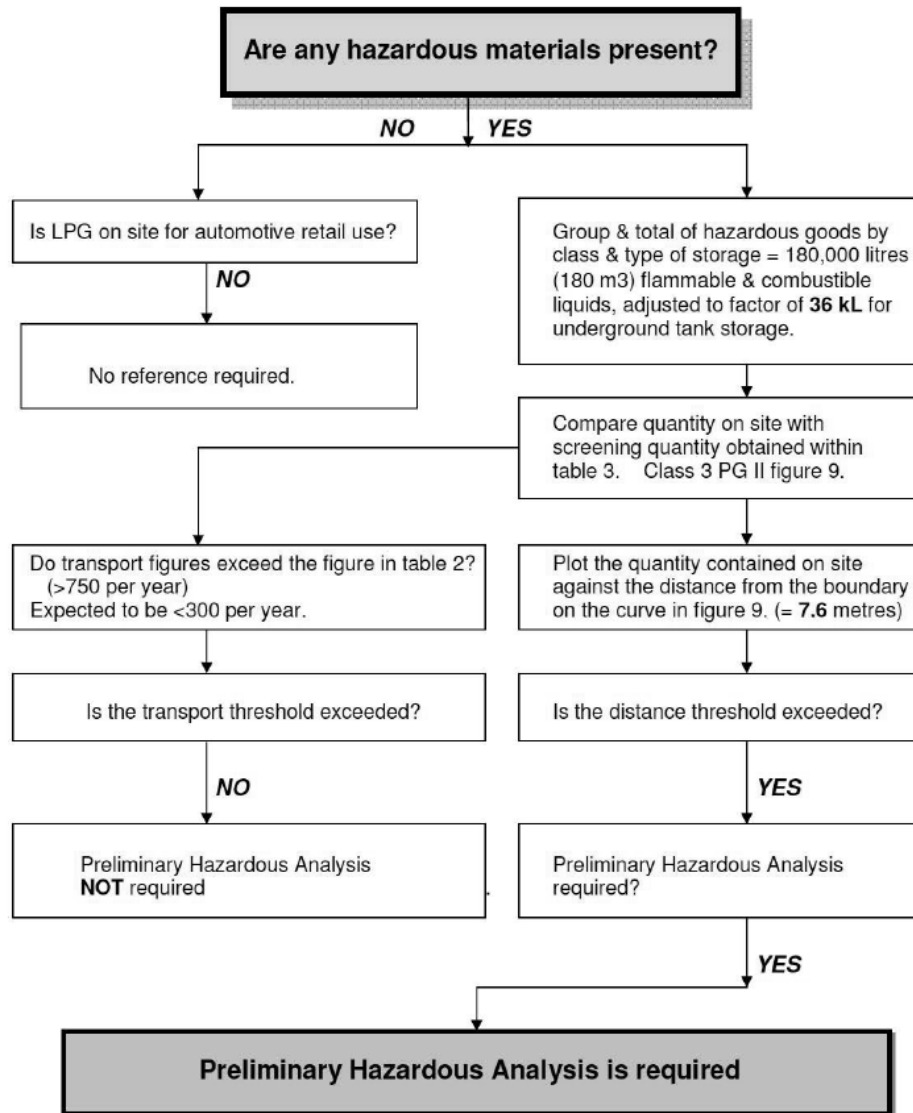 Are any hazardous materials present?
NO
YES
Is LPG on site for automotive retail use?
Group & total of hazardous goods by
class & type of storage = 180,000 litres
(180 m3) flammable & combustible
liquids, adjusted to factor of 36 kL for
underground tank storage.
NO
No reference required.
Compare quantity on site with
screening quantity obtained within
table 3. Class 3 PG II figure 9.
Do transport figures exceed the figure in table 2?
(>750 per year)
Expected to be <300 per year.
Plot the quantity contained on site
against the distance from the boundary
on the curve in figure 9. (= 7.6 metres)
Is the transport threshold exceeded?
Is the distance threshold exceeded?
NO
YES
Preliminary Hazardous Analysis
NOT required
.
Preliminary Hazardous Analysis
required?
YES
Preliminary Hazardous Analysis is required